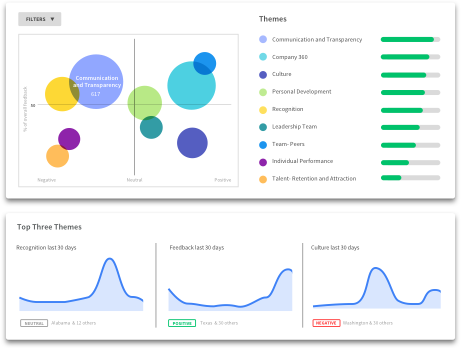 FILTERS ▼
Themes
Communication and Transparency
Company 360
Culture
Personal Development
Recognition
Leadership Team
Team- Peers
Individual Performance
Talent- Retention and Attraction
% of overall feedback
Communication
and Transparency
617
Negative
Neutral
Positive
Top Three Themes
Recognition last 30 days
Feedback last 30 days
Culture last 30 days
NEUTRAL
Alabama & 12 others
POSITIVE
Texas & 30 others
NEGATIVE
Washington & 30 others